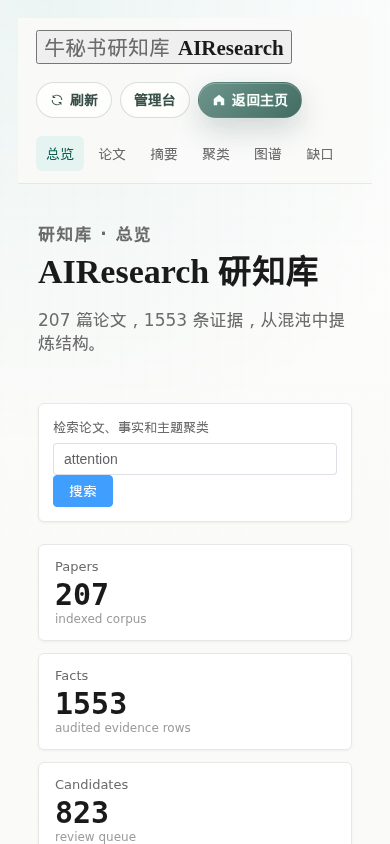 牛秘书研知库 AIResearch
刷新 管理台 返回主页
总览 论文 摘要 聚类 图谱 缺口
研知库 · 总览
AIResearch 研知库
207 篇论文，1553 条证据，从混沌中提
炼结构。
检索论文、事实和主题聚类
attention
搜索
Papers
207
indexed corpus
Facts
1553
audited evidence rows
Candidates
823
review queue